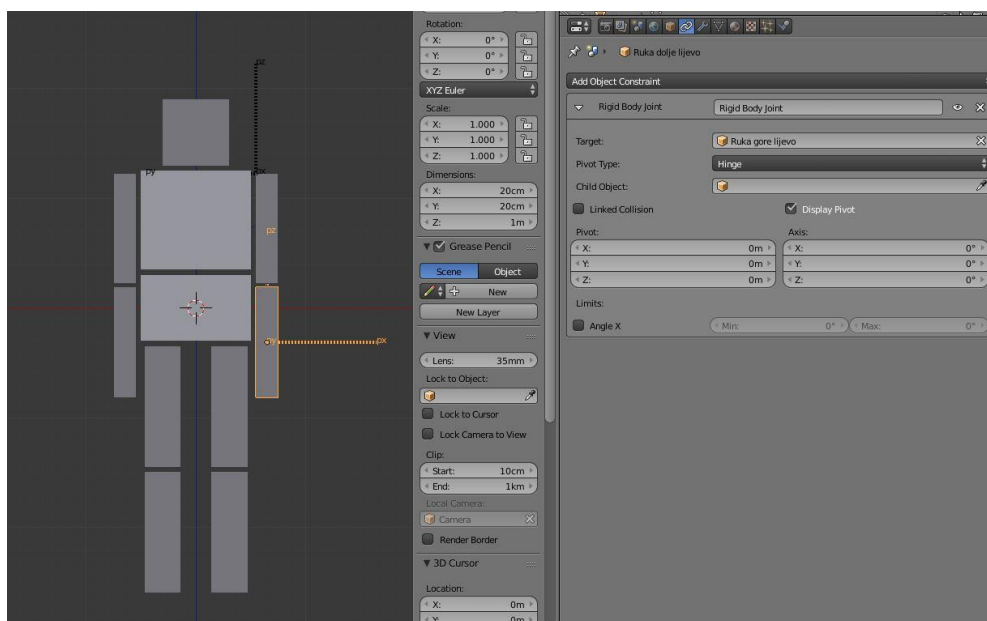 pz
py
px
pz
py
px
Rotation:
X: 0°
Y: 0°
Z: 0°
XYZ Euler
Scale:
X: 1.000
Y: 1.000
Z: 1.000
Dimensions:
X: 20cm
Y: 20cm
Z: 1m
Grease Pencil
Scene Object
New
New Layer
View
Lens: 35mm
Lock to Object:
Lock to Cursor
Lock Camera to View
Clip:
Start: 10cm
End: 1km
Local Camera:
Camera
Render Border
3D Cursor
Location:
X: 0m
Y: 0m
Ruka dolje lijevo
Add Object Constraint
Rigid Body Joint Rigid Body Joint
Target: Ruka gore lijevo
Pivot Type: Hinge
Child Object:
Linked Collision Display Pivot
Pivot: Axis:
X: 0m X: 0°
Y: 0m Y: 0°
Z: 0m Z: 0°
Limits:
Angle X Min: 0° Max: 0°